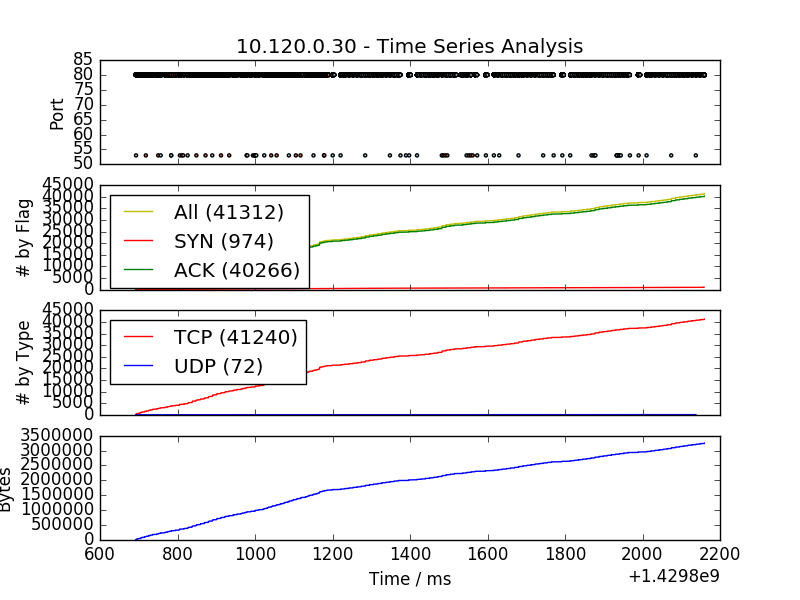 10.120.0.30 - Time Series Analysis
85
80
75
70
65
60
55
50
Port
45000
40000
35000
30000
25000
20000
15000
10000
5000
0
# by Flag
All (41312)
SYN (974)
ACK (40266)
45000
40000
35000
30000
25000
20000
15000
10000
5000
0
# by Type
TCP (41240)
UDP (72)
3500000
3000000
2500000
2000000
1500000
1000000
500000
0
Bytes
600 800 1000 1200 1400 1600 1800 2000 2200
Time / ms
+1.4298e9